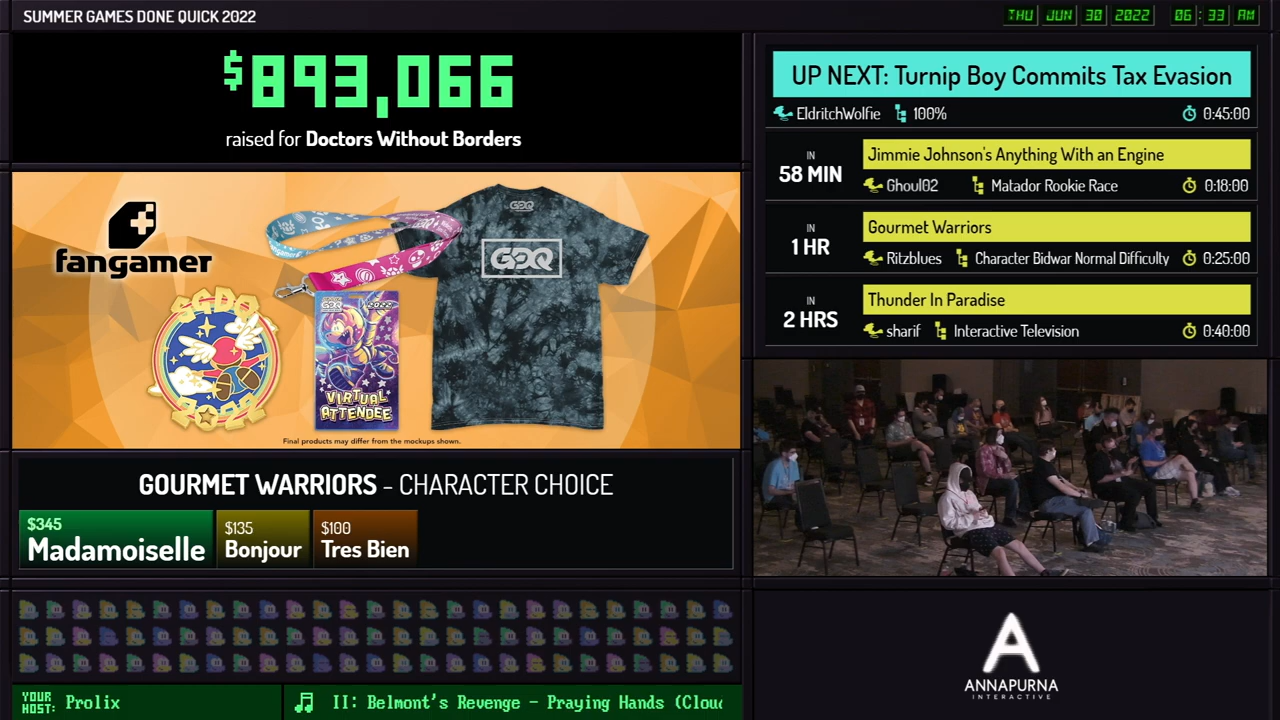 SUMMER GAMES DONE QUICK 2022
THU JUN 30 2022 06:33 AM
$893,066
raised for Doctors Without Borders
fangamer
SGDQ
2022
GDQ
2022
VIRTUAL
ATTENDEE
GDQ
GDQ
Final products may differ from the mockups shown.
GOURMET WARRIORS - CHARACTER CHOICE
$345
Madamoiselle
$135
Bonjour
$100
Tres Bien
YOUR HOST: Prolix
II: Belmont's Revenge - Praying Hands (Clou
UP NEXT: Turnip Boy Commits Tax Evasion
EldritchWolfie 100% 0:45:00
IN
58 MIN
Jimmie Johnson's Anything With an Engine
Ghoul02 Matador Rookie Race 0:18:00
IN
1 HR
Gourmet Warriors
Ritzblues Character Bidwar Normal Difficulty 0:25:00
IN
2 HRS
Thunder In Paradise
sharif Interactive Television 0:40:00
A
ANNAPURNA
INTERACTIVE